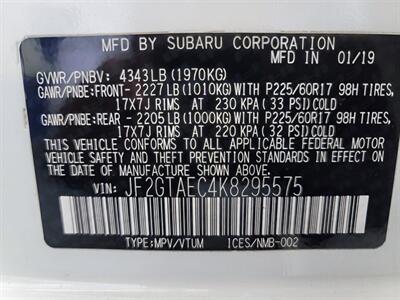 MFD BY SUBARU CORPORATION 01/19
GVWR/PNBV: 4343LB (1970KG)
GAWR/PNBE:FRONT- 2227LB(1010KG)WITH P225/60R17 98H TIRES,
17X7J RIMS AT 230 KPA(33 PSI)COLD
GAWR/PNBE:REAR - 2205LB(1000KG)WITH P225/60R17 98H TIRES,
17X7J RIMS AT 220 KPA(32 PSI)COLD
THIS VEHICLE CONFORMS TO ALL APPLICABLE FEDERAL MOTOR
VEHICLE SAFETY AND THEFT PREVENTION STANDARDS IN EFFECT ON
THE DATE OF MANUFACTURE SHOWN ABOVE.
VIN: JF2GTAEC4K8295575
TYPE:MPV/VTUM ICES/NMB-002